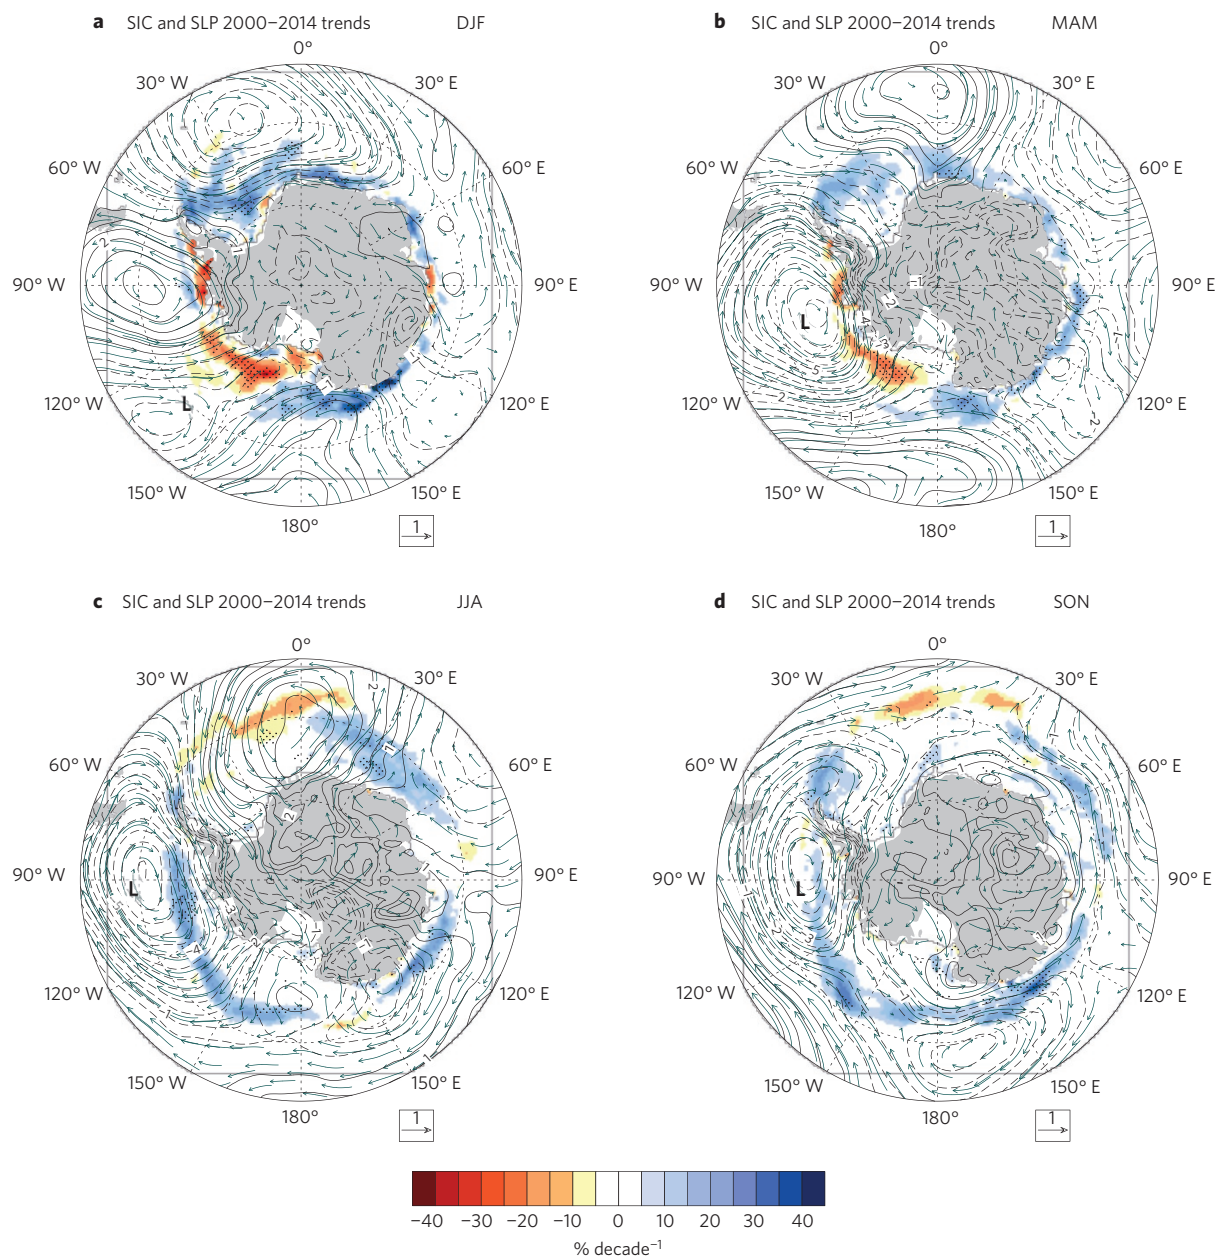 a SIC and SLP 2000–2014 trends DJF
b SIC and SLP 2000–2014 trends MAM
0°
0°
30° W
30° E
30° W
30° E
60° W
60° E
60° W
60° E
90° W
90° E
90° W
90° E
L
L
120° W
120° E
120° W
120° E
150° W
150° E
150° W
150° E
180°
180°
1
1
c SIC and SLP 2000–2014 trends JJA
d SIC and SLP 2000–2014 trends SON
0°
0°
30° W
30° E
30° W
30° E
60° W
60° E
60° W
60° E
90° W
90° E
90° W
90° E
L
L
120° W
120° E
120° W
120° E
150° W
150° E
150° W
150° E
180°
180°
1
1
−40 −30 −20 −10 0 10 20 30 40
% decade−1